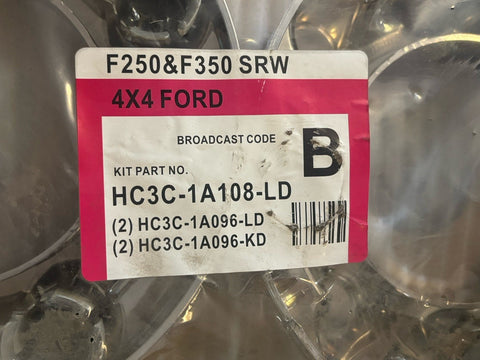 F250&F350 SRW
4X4 FORD
BROADCAST CODE
B
KIT PART NO.
HC3C-1A108-LD
(2) HC3C-1A096-LD
(2) HC3C-1A096-KD